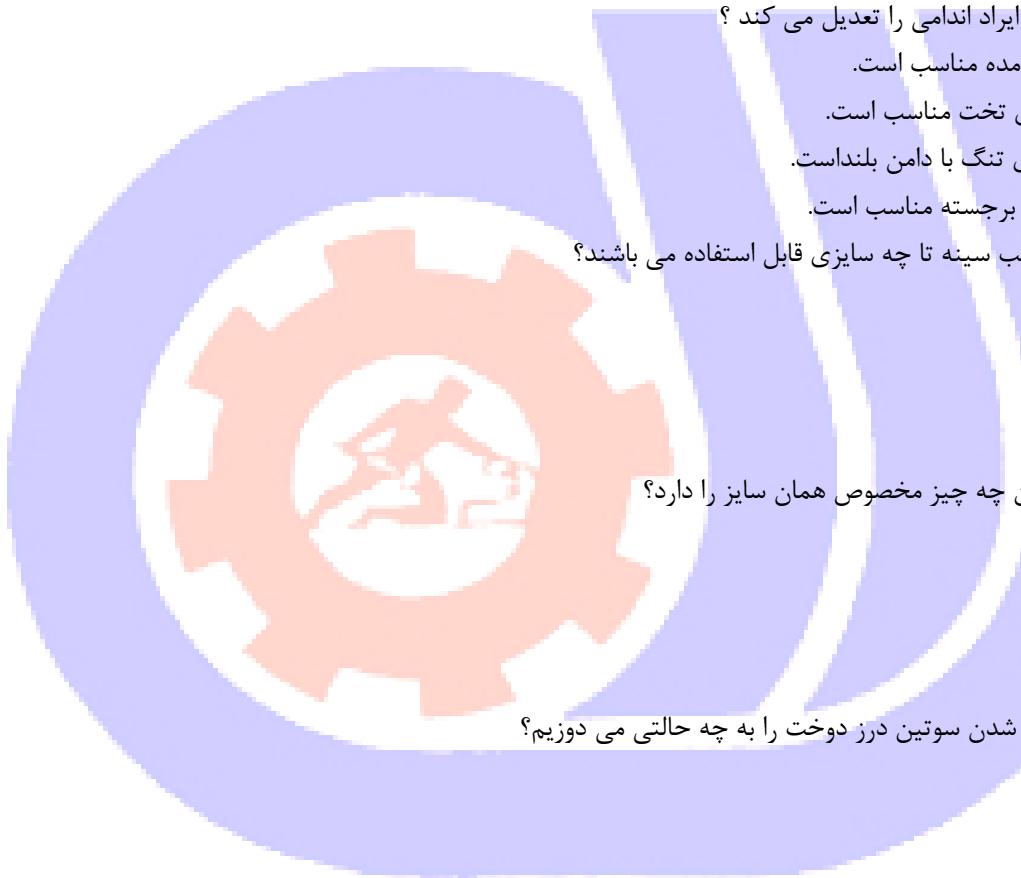 ایراد اندامی را تعدیل می کند ؟
مده مناسب است.
تخت مناسب است.
تنگ با دامن بلنداست.
برجسته مناسب است.
ب سینه تا چه سایزی قابل استفاده می باشند؟
چه چیز مخصوص همان سایز را دارد؟
شدن سوتین درز دوخت را به چه حالتی می دوزیم؟